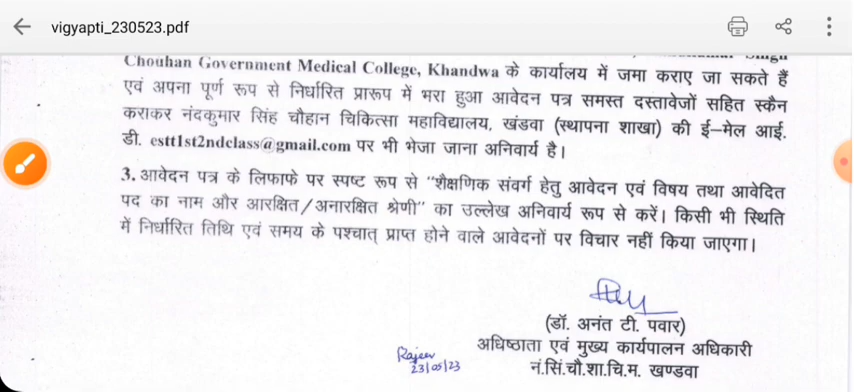 vigyapti_230523.pdf
Singh
Chouhan Government Medical College, Khandwa के कार्यालय में जमा कराए जा सकते हैं
एवं अपना पूर्ण रूप से निर्धारित प्रारूप में भरा हुआ आवेदन पत्र समस्त दस्तावेजों सहित स्कैन
कराकर नंदकुमार सिंह चौहान चिकित्सा महाविद्यालय, खंडवा (स्थापना शाखा) की ई–मेल आई.
डी. estt1st2ndclass@gmail.com पर भी भेजा जाना अनिवार्य है।
3. आवेदन पत्र के लिफाफे पर स्पष्ट रूप से "शैक्षणिक संवर्ग हेतु आवेदन एवं विषय तथा आवेदित
पद का नाम और आरक्षित/अनारक्षित श्रेणी" का उल्लेख अनिवार्य रूप से करें। किसी भी स्थिति
में निर्धारित तिथि एवं समय के पश्चात् प्राप्त होने वाले आवेदनों पर विचार नहीं किया जाएगा।
(डॉ. अनंत टी. पवार)
अधिष्ठाता एवं मुख्य कार्यपालन अधिकारी
नं.सिं.चौ.शा.चि.म. खण्डवा
Rajeev
23/05/23